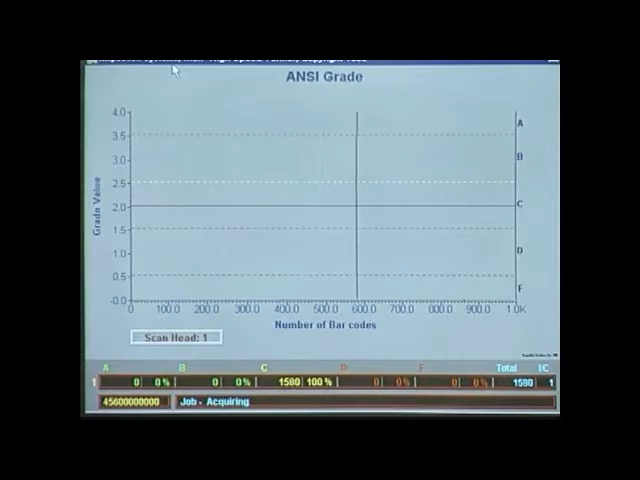 ANSI Grade
4.0
A
3.5
3.0
B
2.5
2.0
C
1.5
1.0
D
0.5
F
-0.0
0 100.0 200.0 300.0 400.0 500.0 600.0 700.0 800.0 900.0 1.0K
Grade Value
Number of Bar codes
Scan Head: 1
A B C D F Total I/C
1 0 0% 0 0% 1580 100% 0 0% 0 0% 1580 1
45600000000 Job - Acquiring